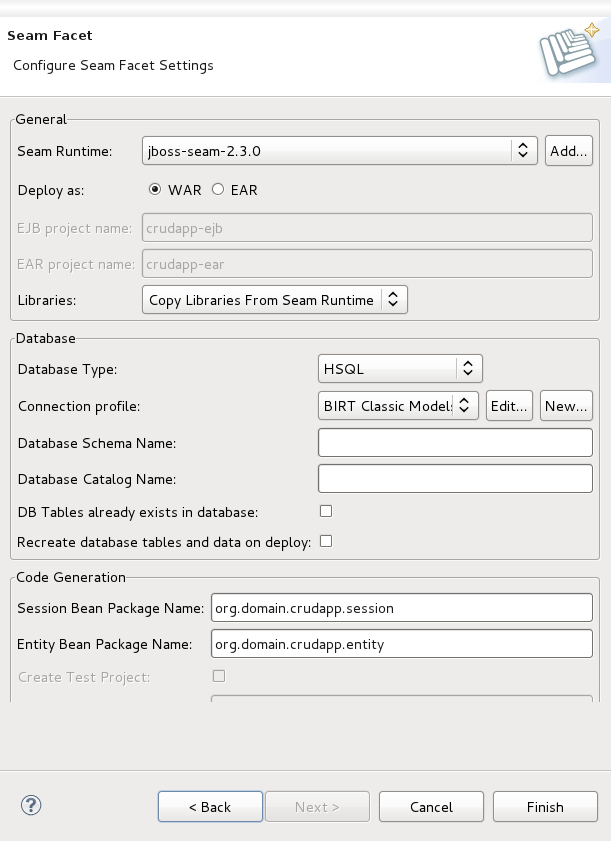 Seam Facet
Configure Seam Facet Settings
General
Seam Runtime: jboss-seam-2.3.0 Add...
Deploy as: WAR EAR
EJB project name: crudapp-ejb
EAR project name: crudapp-ear
Libraries: Copy Libraries From Seam Runtime
Database
Database Type: HSQL
Connection profile: BIRT Classic Models Edit... New...
Database Schema Name:
Database Catalog Name:
DB Tables already exists in database:
Recreate database tables and data on deploy:
Code Generation
Session Bean Package Name: org.domain.crudapp.session
Entity Bean Package Name: org.domain.crudapp.entity
Create Test Project:
? < Back Next > Cancel Finish